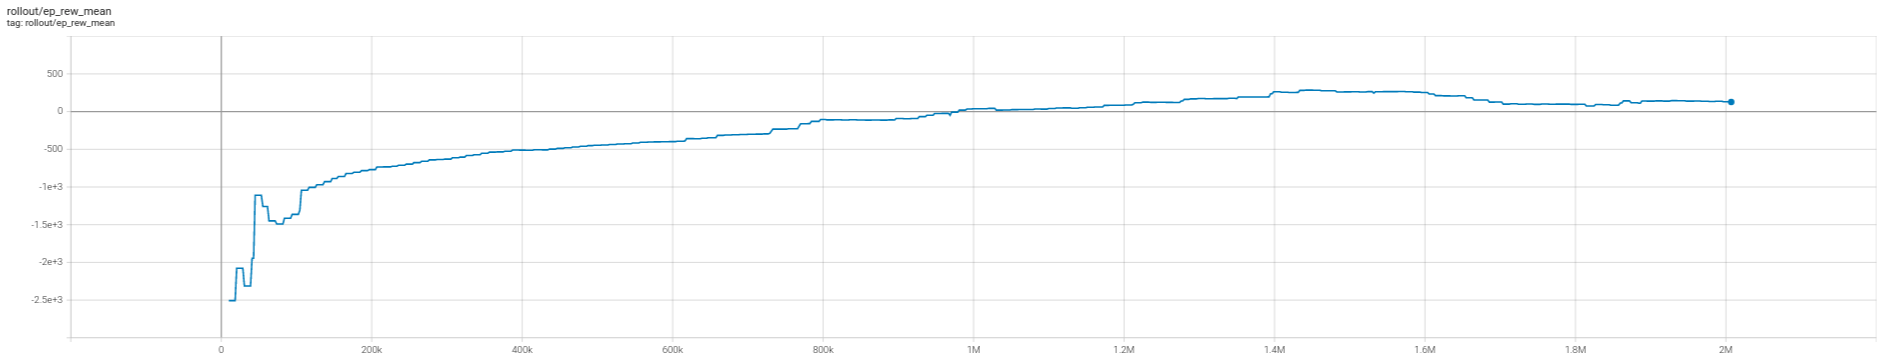 rollout/ep_rew_mean
tag: rollout/ep_rew_mean
500
0
-500
-1e+3
-1.5e+3
-2e+3
-2.5e+3
0 200k 400k 600k 800k 1M 1.2M 1.4M 1.6M 1.8M 2M